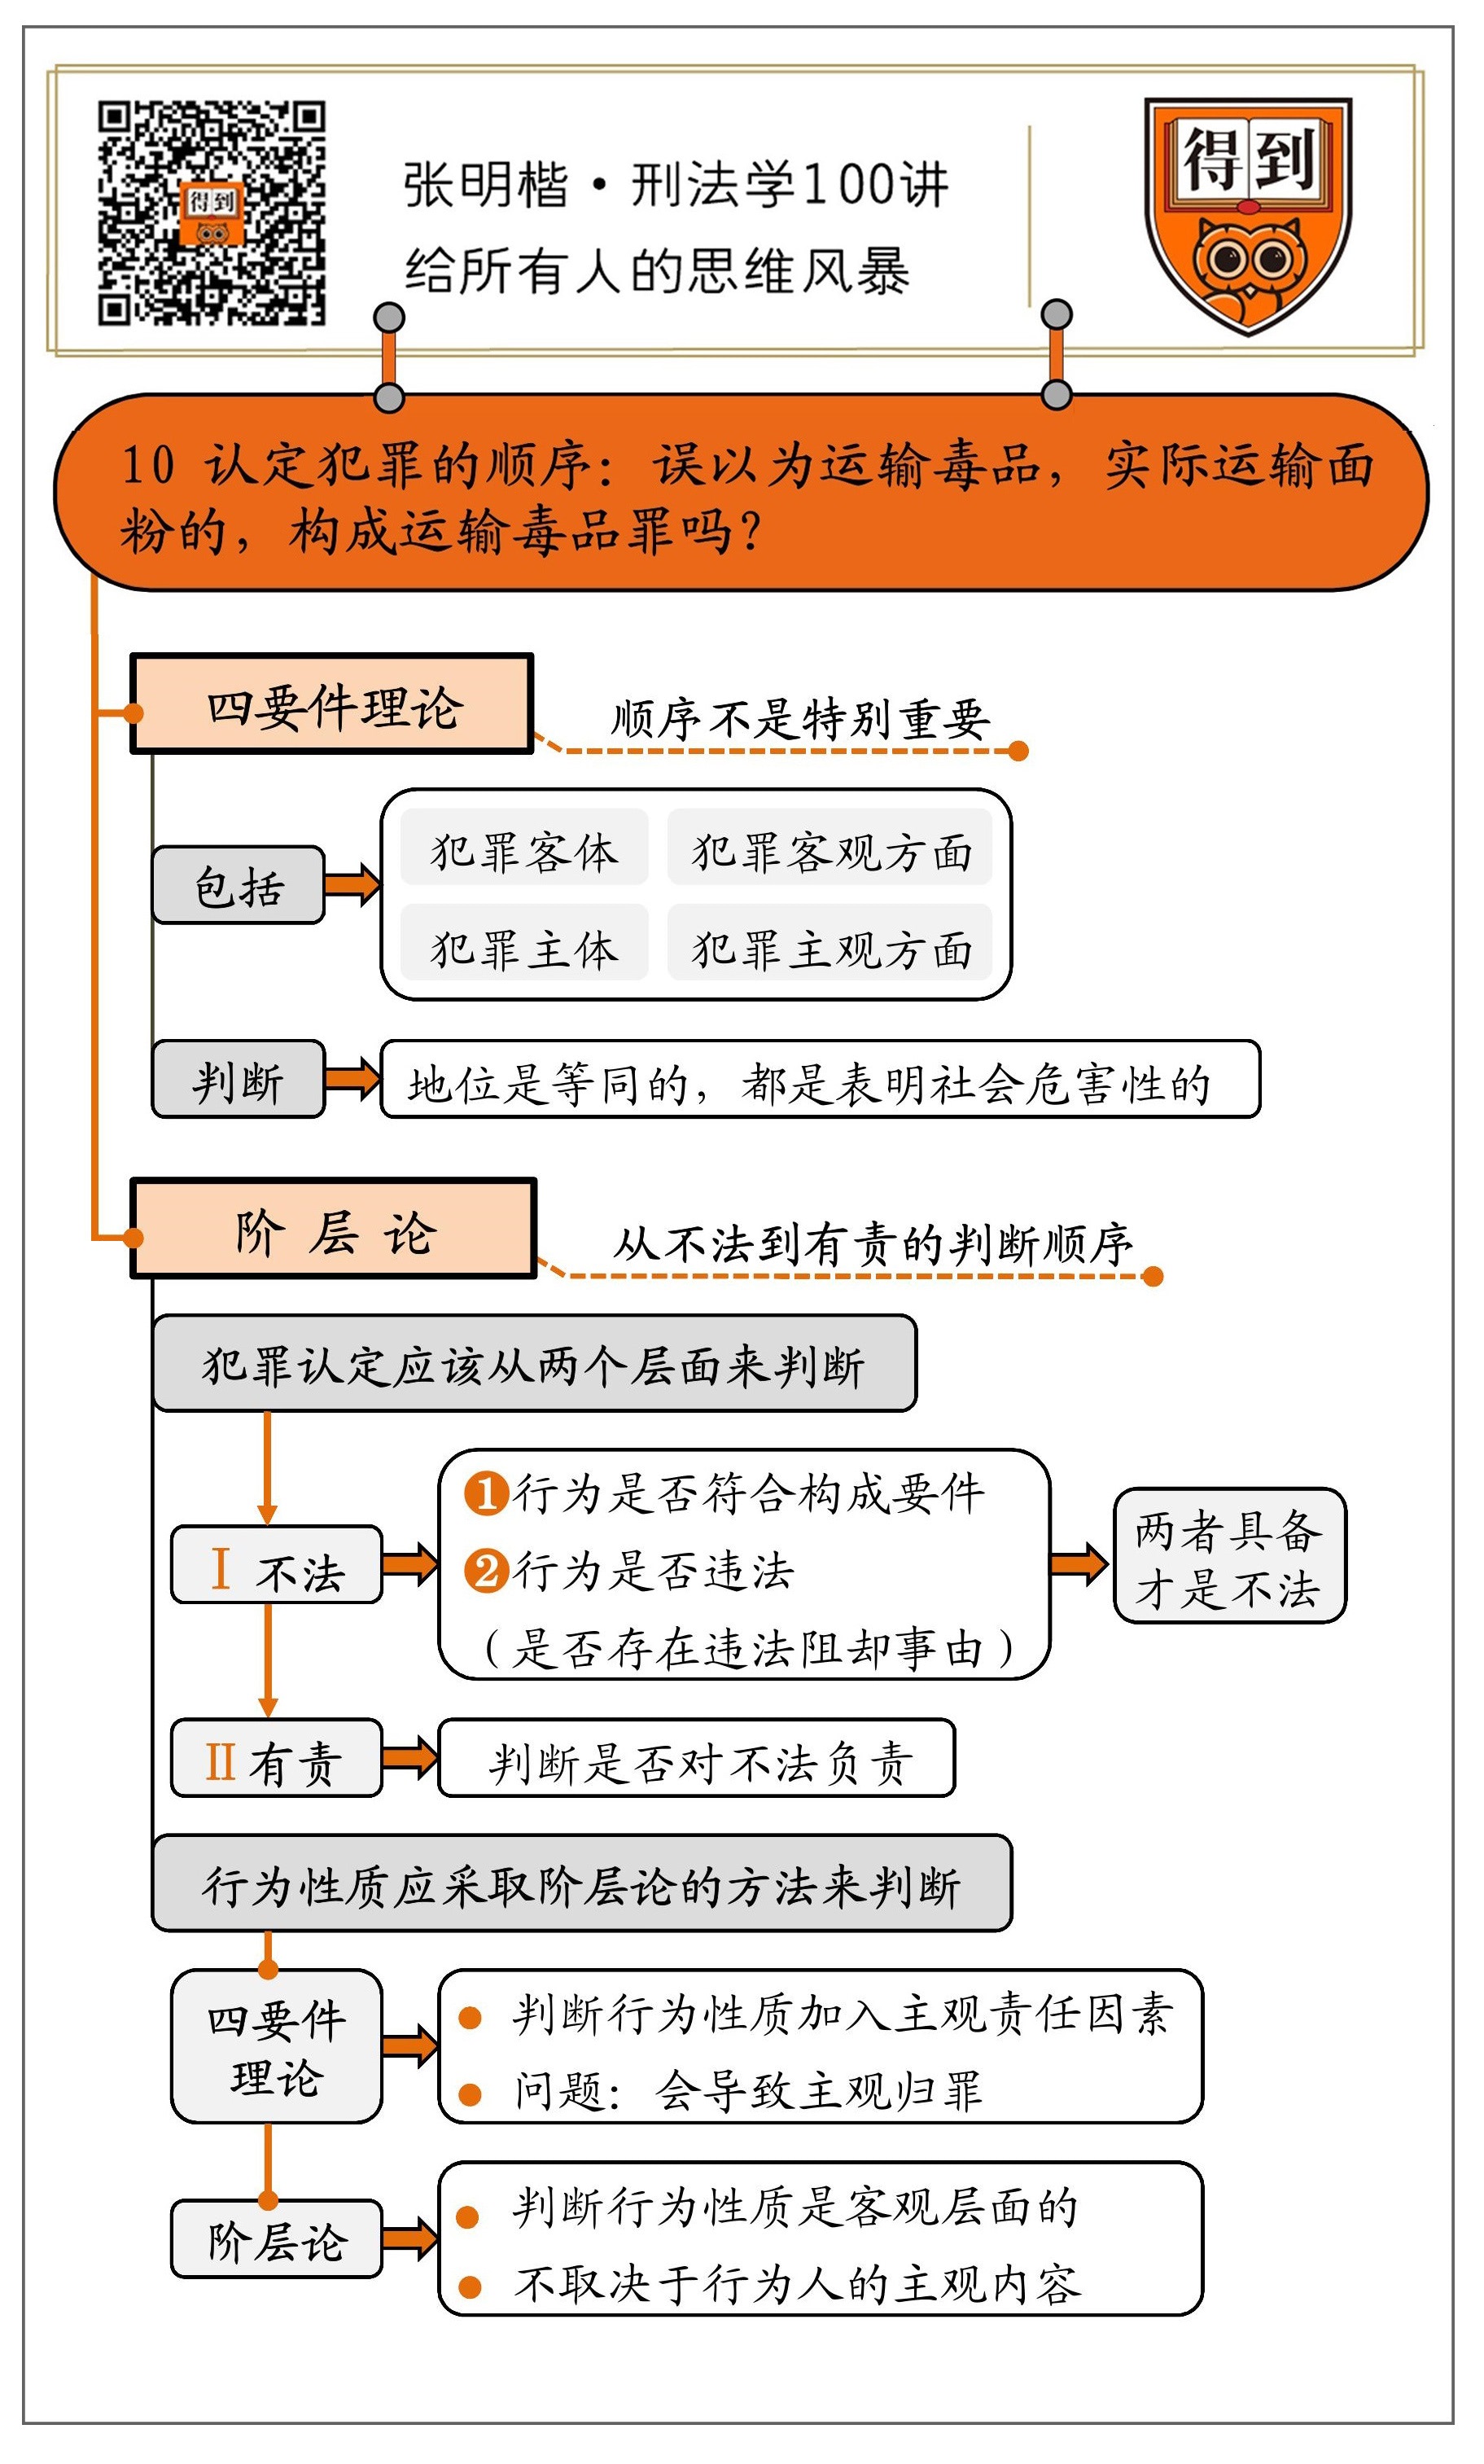 得到
张明楷·刑法学100讲
给所有人的思维风暴
得到
10 认定犯罪的顺序：误以为运输毒品，实际运输面
粉的，构成运输毒品罪吗？
四要件理论
顺序不是特别重要
包括
犯罪客体
犯罪客观方面
犯罪主体
犯罪主观方面
判断
地位是等同的，都是表明社会危害性的
阶层论
从不法到有责的判断顺序
犯罪认定应该从两个层面来判断
I 不法
❶行为是否符合构成要件
❷行为是否违法
（是否存在违法阻却事由）
两者具备
才是不法
II 有责
判断是否对不法负责
行为性质应采取阶层论的方法来判断
四要件
理论
判断行为性质加入主观责任因素
问题：会导致主观归罪
阶层论
判断行为性质是客观层面的
不取决于行为人的主观内容